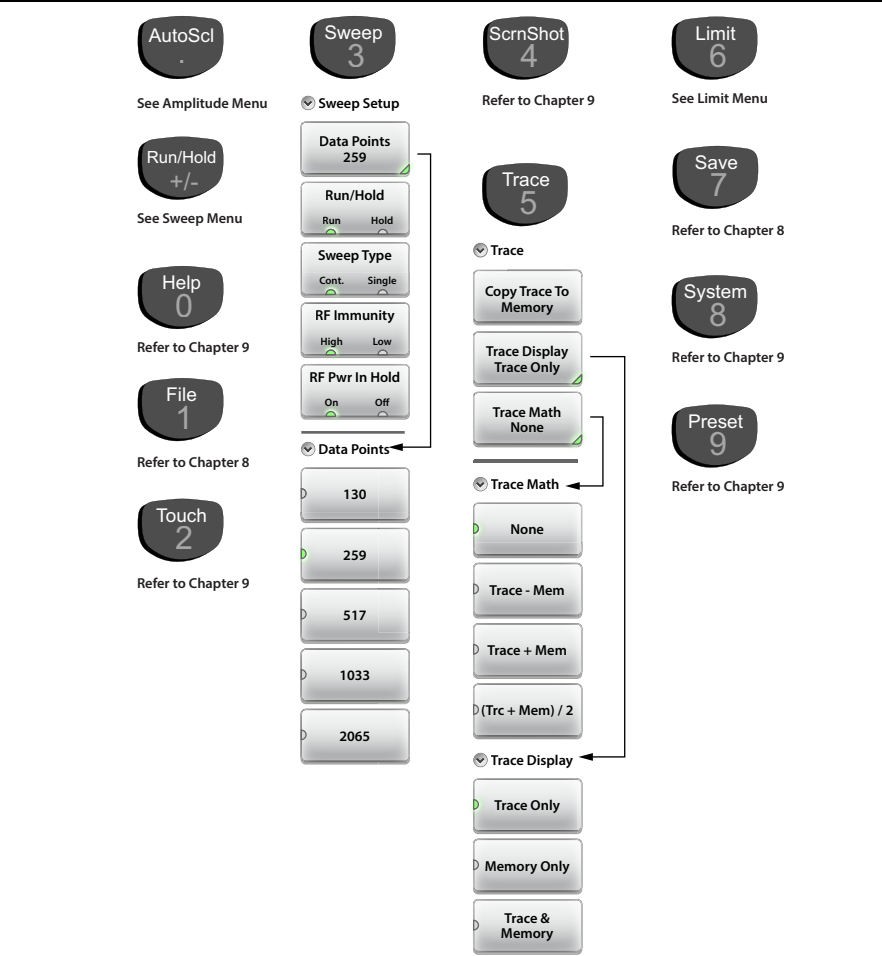 AutoScl
.
See Amplitude Menu
Run/Hold
+/-
See Sweep Menu
Help
0
Refer to Chapter 9
File
1
Refer to Chapter 8
Touch
2
Refer to Chapter 9
Sweep
3
Sweep Setup
Data Points
259
Run/Hold
Run Hold
Sweep Type
Cont. Single
RF Immunity
High Low
RF Pwr In Hold
On Off
Data Points
130
259
517
1033
2065
ScrnShot
4
Refer to Chapter 9
Trace
5
Trace
Copy Trace To
Memory
Trace Display
Trace Only
Trace Math
None
Trace Math
None
Trace - Mem
Trace + Mem
(Trc + Mem) / 2
Trace Display
Trace Only
Memory Only
Trace &
Memory
Limit
6
See Limit Menu
Save
7
Refer to Chapter 8
System
8
Refer to Chapter 9
Preset
9
Refer to Chapter 9